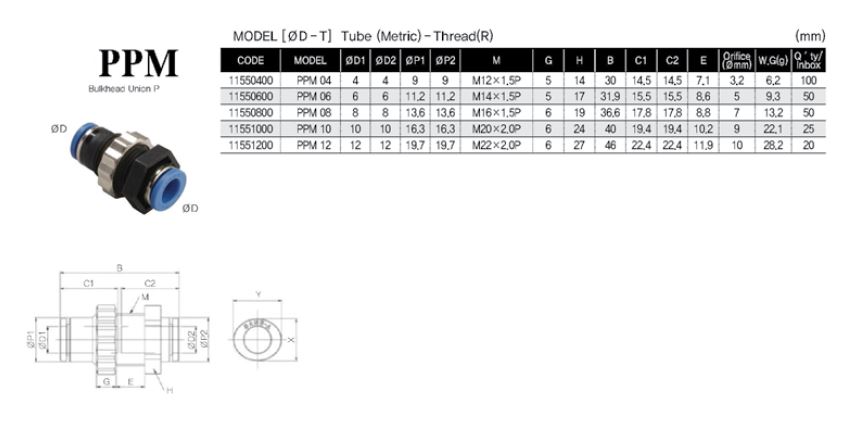 MODEL [ØD-T] Tube (Metric)-Thread(R) (mm)
PPM
Bulkhead Union P
CODE MODEL ØD1 ØD2 ØP1 ØP2 M G H B C1 C2 E Orifice (Ømm) W.G(g) Q'ty/Inbox
11550400 PPM 04 4 4 9 9 M12×1.5P 5 14 30 14.5 14.5 7.1 3.2 6.2 100
11550600 PPM 06 6 6 11.2 11.2 M14×1.5P 5 17 31.9 15.5 15.5 8.6 5 9.3 50
11550800 PPM 08 8 8 13.6 13.6 M16×1.5P 6 19 36.6 17.8 17.8 8.8 7 13.2 50
11551000 PPM 10 10 10 16.3 16.3 M20×2.0P 6 24 40 19.4 19.4 10.2 9 22.1 25
11551200 PPM 12 12 12 19.7 19.7 M22×2.0P 6 27 46 22.4 22.4 11.9 10 28.2 20
ØD
ØD
B
C1 C2
M
Y
ØP1
ØD1
ØD2
ØP2
X
G E
H